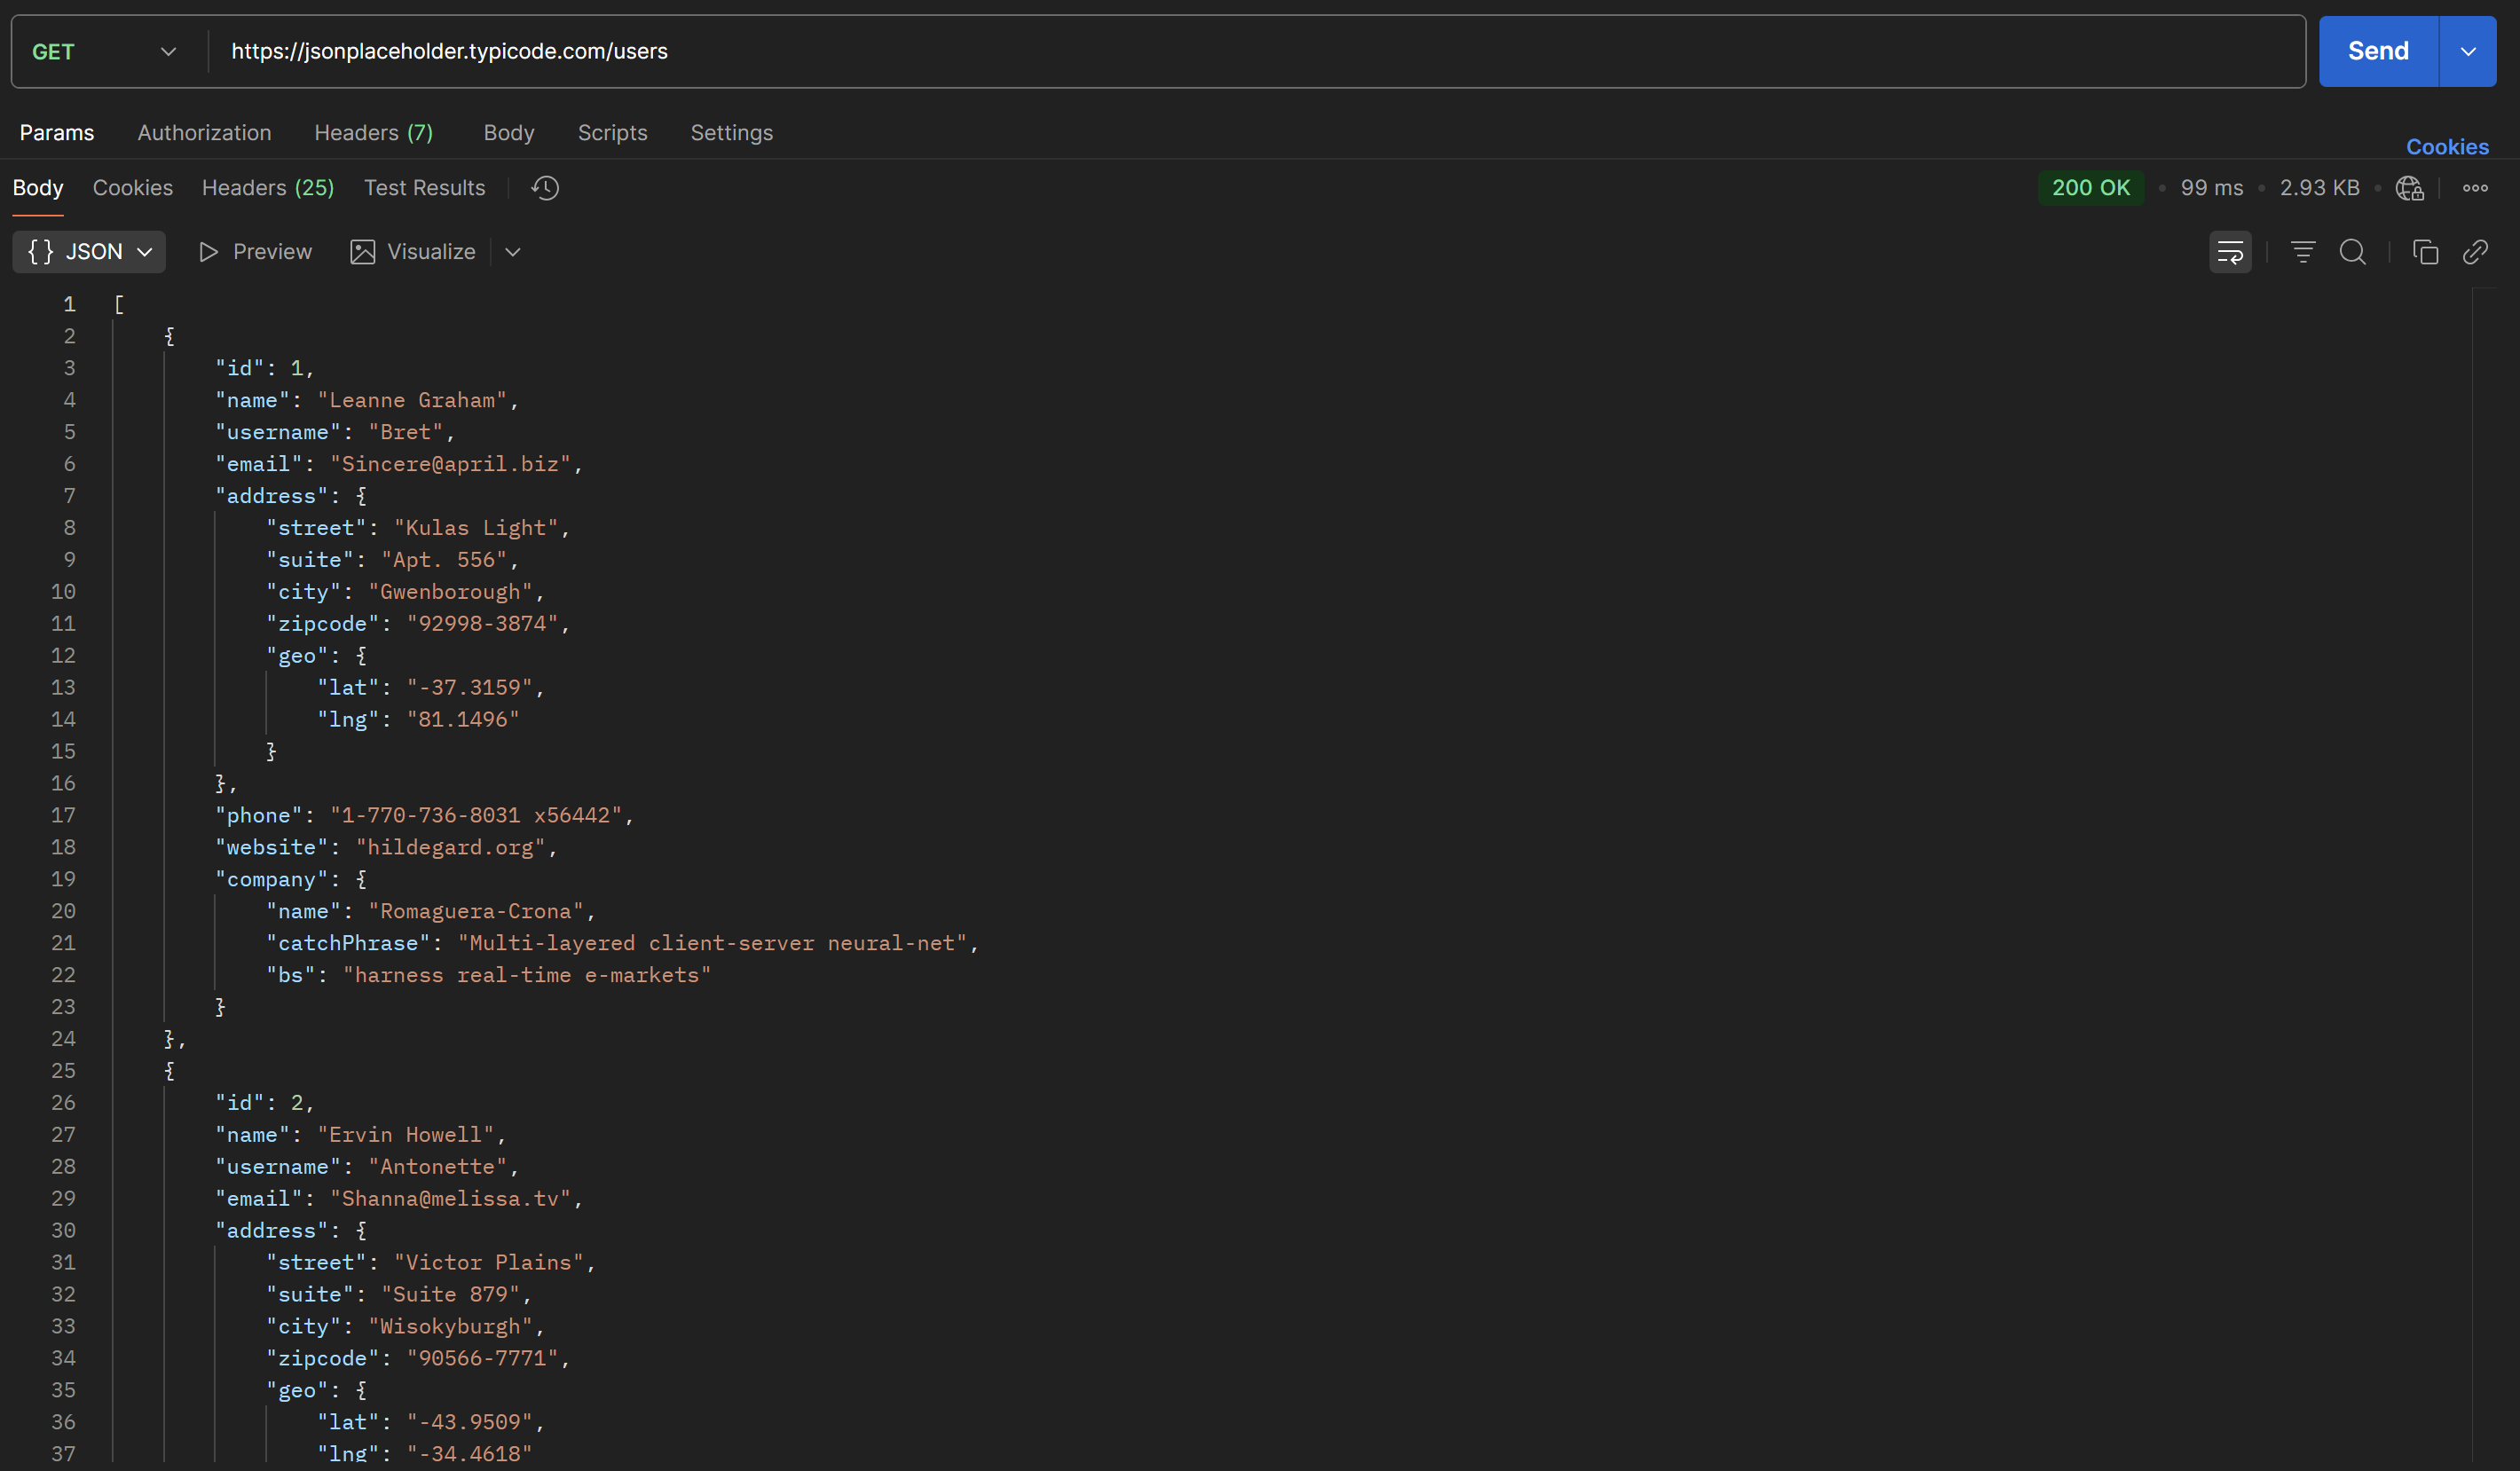 GET https://jsonplaceholder.typicode.com/users Send
Params Authorization Headers (7) Body Scripts Settings Cookies
Body Cookies Headers (25) Test Results 200 OK • 99 ms • 2.93 KB •
{} JSON Preview Visualize
1 [
2 {
3 "id": 1,
4 "name": "Leanne Graham",
5 "username": "Bret",
6 "email": "Sincere@april.biz",
7 "address": {
8 "street": "Kulas Light",
9 "suite": "Apt. 556",
10 "city": "Gwenborough",
11 "zipcode": "92998-3874",
12 "geo": {
13 "lat": "-37.3159",
14 "lng": "81.1496"
15 }
16 },
17 "phone": "1-770-736-8031 x56442",
18 "website": "hildegard.org",
19 "company": {
20 "name": "Romaguera-Crona",
21 "catchPhrase": "Multi-layered client-server neural-net",
22 "bs": "harness real-time e-markets"
23 }
24 },
25 {
26 "id": 2,
27 "name": "Ervin Howell",
28 "username": "Antonette",
29 "email": "Shanna@melissa.tv",
30 "address": {
31 "street": "Victor Plains",
32 "suite": "Suite 879",
33 "city": "Wisokyburgh",
34 "zipcode": "90566-7771",
35 "geo": {
36 "lat": "-43.9509",
37 "lng": "-34.4618"